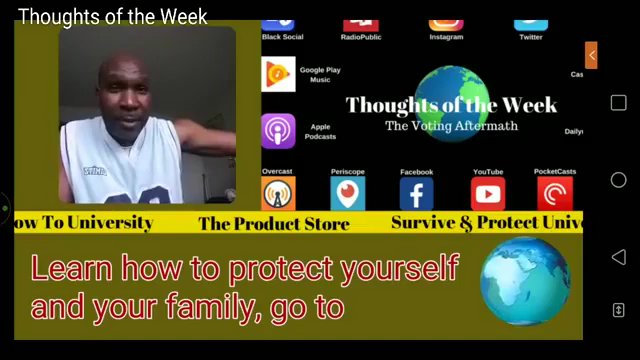 Thoughts of the Week
Black Social
RadioPublic
Instagram
Twitter
Google Play
Music
Cas
Thoughts of the Week
The Voting Aftermath
Apple
Podcasts
Daily
Overcast
Periscope
Facebook
YouTube
PocketCasts
ow To University
The Product Store
Survive & Protect Unive
Learn how to protect yourself
and your family, go to